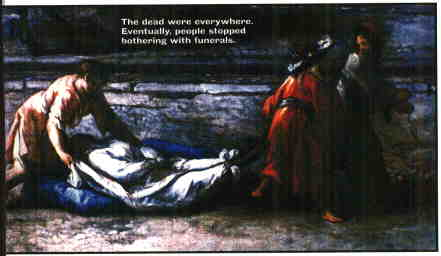 The dead were everywhere.
Eventually, people stopped
bothering with funerals.